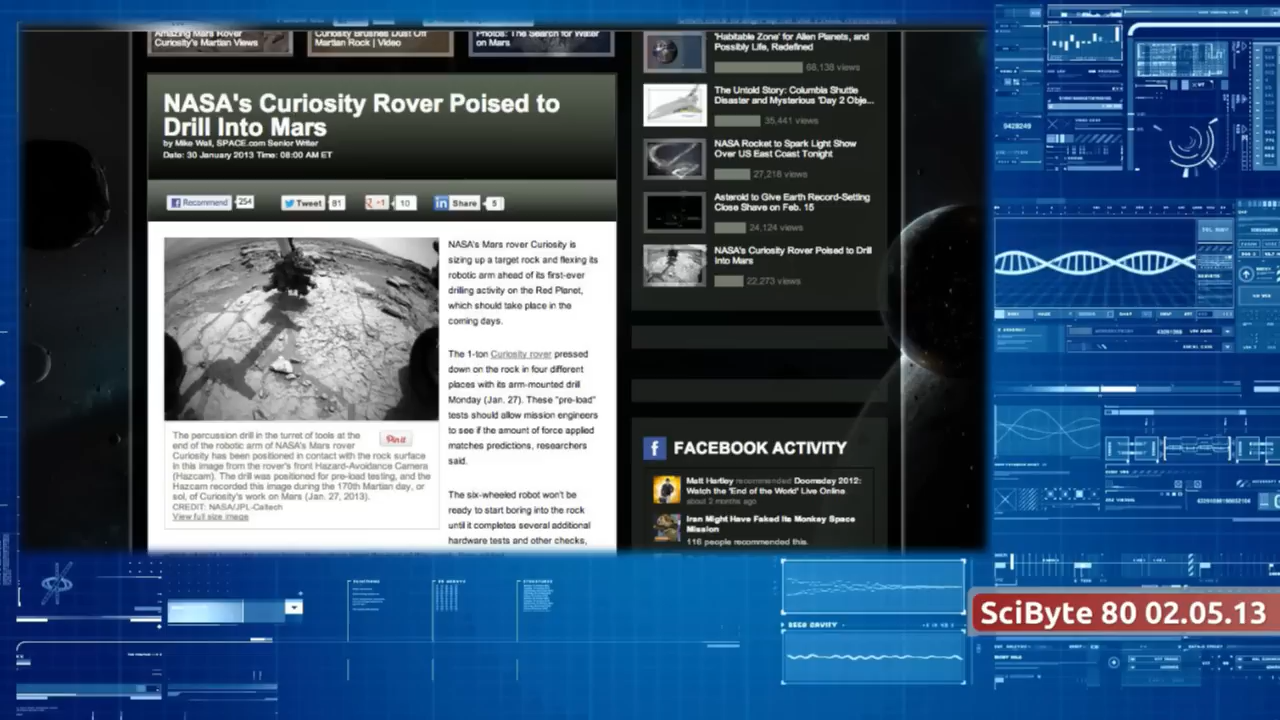 Amazing Mars Rover
Curiosity's Martian Views
Curiosity Brushes Dust Off
Martian Rock | Video
Photos: The Search for Water
on Mars
NASA's Curiosity Rover Poised to
Drill Into Mars
by Mike Wall, SPACE.com Senior Writer
Date: 30 January 2013 Time: 08:00 AM ET
Recommend 254
Tweet 81
+1 10
Share 5
NASA's Mars rover Curiosity is
sizing up a target rock and flexing its
robotic arm ahead of its first-ever
drilling activity on the Red Planet,
which should take place in the
coming days.
The 1-ton Curiosity rover pressed
down on the rock in four different
places with its arm-mounted drill
Monday (Jan. 27). These "pre-load"
tests should allow mission engineers
to see if the amount of force applied
matches predictions, researchers
said.
The six-wheeled robot won't be
ready to start boring into the rock
until it completes several additional
hardware tests and other checks,
The percussion drill in the turret of tools at the
end of the robotic arm of NASA's Mars rover
Curiosity has been positioned in contact with the rock surface
in this image from the rover's front Hazard-Avoidance Camera
(Hazcam). The drill was positioned for pre-load testing, and the
Hazcam recorded this image during the 170th Martian day, or
sol, of Curiosity's work on Mars (Jan. 27, 2013).
CREDIT: NASA/JPL-Caltech
View full size image
Pin it
'Habitable Zone' for Alien Planets, and
Possibly Life, Redefined
68,138 views
The Untold Story: Columbia Shuttle
Disaster and Mysterious 'Day 2 Obje...
35,441 views
NASA Rocket to Spark Light Show
Over US East Coast Tonight
27,218 views
Asteroid to Give Earth Record-Setting
Close Shave on Feb. 15
24,124 views
NASA's Curiosity Rover Poised to Drill
Into Mars
22,273 views
FACEBOOK ACTIVITY
Matt Hartley recommended Doomsday 2012:
Watch the 'End of the World' Live Online
about 2 months ago
Iran Might Have Faked Its Monkey Space
Mission
116 people recommended this.
SciByte 80 02.05.13